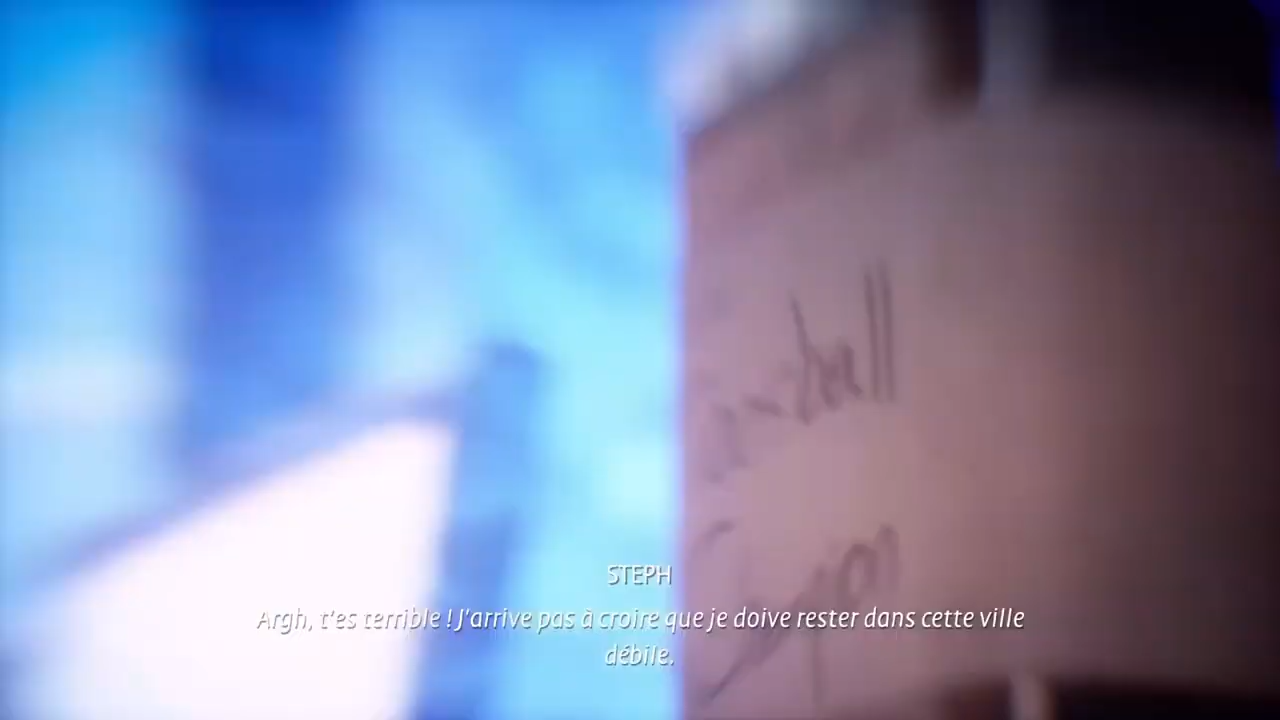 STEPH
Argh, t'es terrible ! J'arrive pas à croire que je doive rester dans cette ville
débile.